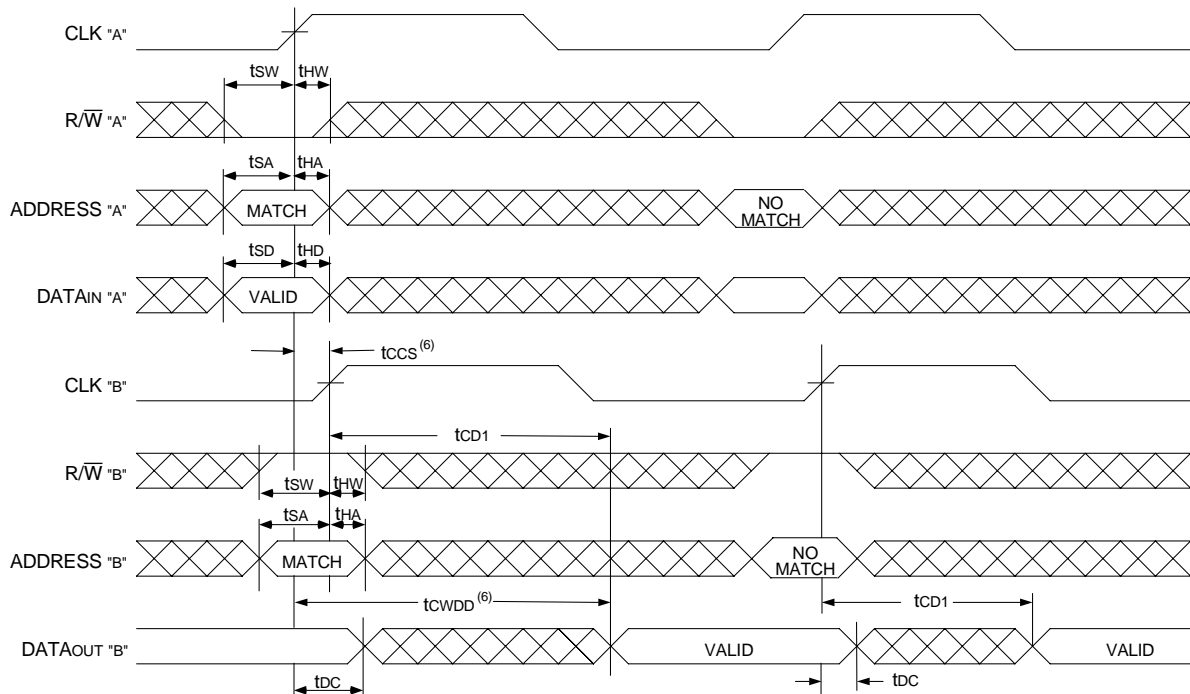 CLK "A"
tSW tHW
R/W̅ "A"
tSA tHA
ADDRESS "A" MATCH NO MATCH
tSD tHD
DATAIN "A" VALID
tCCS (6)
CLK "B"
tCD1
R/W̅ "B"
tSW tHW
tSA tHA
ADDRESS "B" MATCH NO MATCH
tCWDD (6) tCD1
DATAOUT "B" VALID VALID
tDC tDC